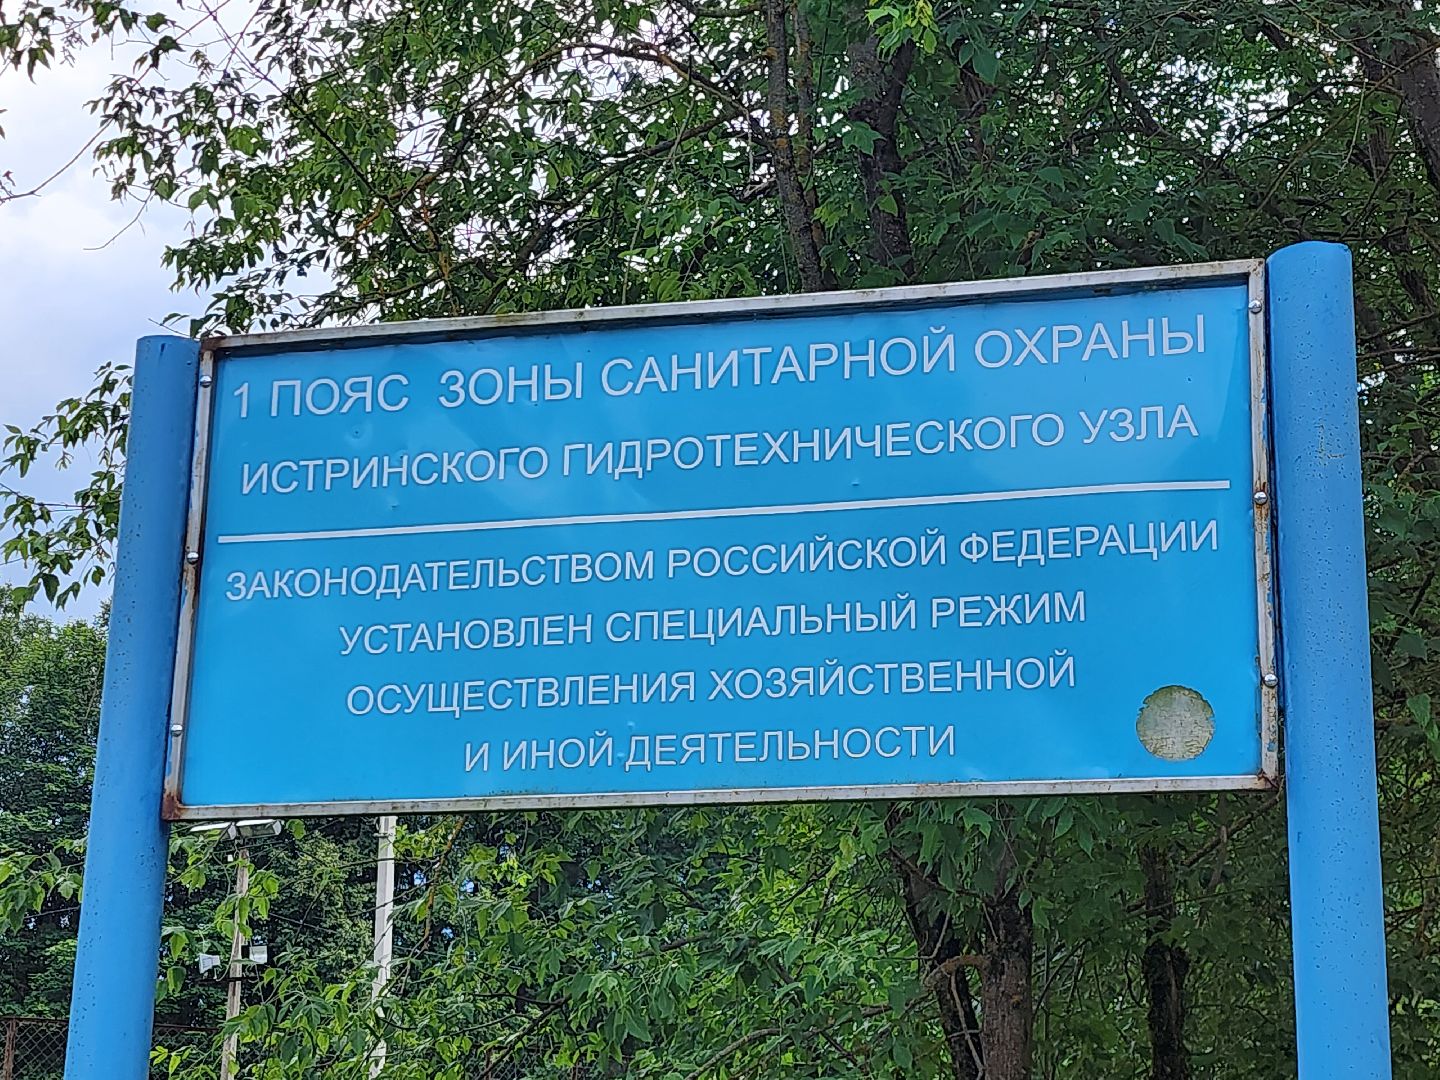 1 ПОЯС ЗОНЫ САНИТАРНОЙ ОХРАНЫ
ИСТРИНСКОГО ГИДРОТЕХНИЧЕСКОГО УЗЛА
ЗАКОНОДАТЕЛЬСТВОМ РОССИЙСКОЙ ФЕДЕРАЦИИ
УСТАНОВЛЕН СПЕЦИАЛЬНЫЙ РЕЖИМ
ОСУЩЕСТВЛЕНИЯ ХОЗЯЙСТВЕННОЙ
И ИНОЙ ДЕЯТЕЛЬНОСТИ